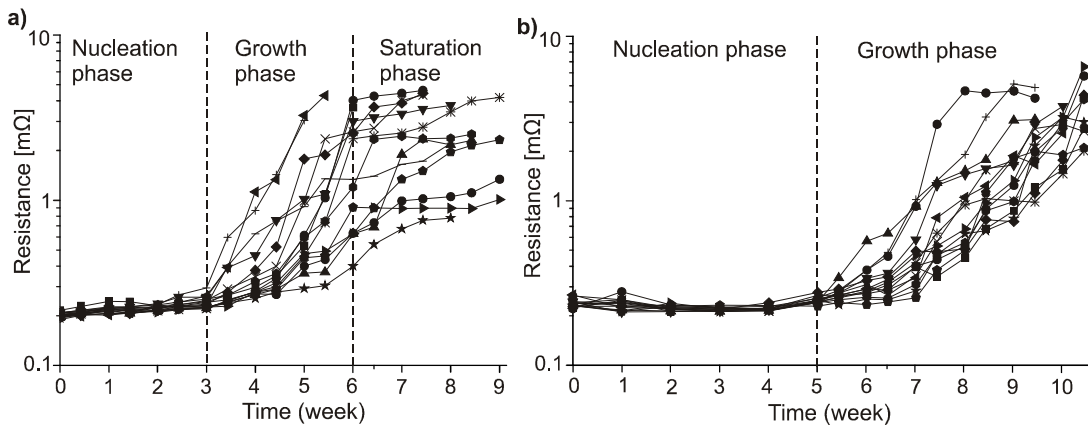 a)
Nucleation phase
Growth phase
Saturation phase
10
1
0.1
Resistance [mΩ]
0 1 2 3 4 5 6 7 8 9
Time (week)
b)
Nucleation phase
Growth phase
10
1
0.1
Resistance [mΩ]
0 1 2 3 4 5 6 7 8 9 10
Time (week)